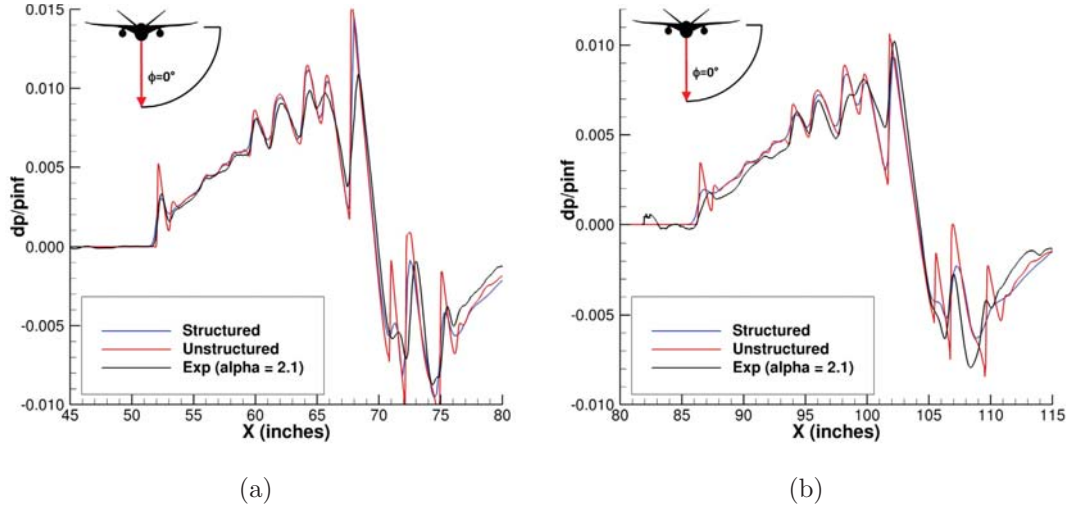 0.015
0.010
0.005
0.000
-0.005
-0.010
dp/pinf
ϕ=0°
Structured
Unstructured
Exp (alpha = 2.1)
45 50 55 60 65 70 75 80
X (inches)
(a)
0.010
0.005
0.000
-0.005
-0.010
dp/pinf
ϕ=0°
Structured
Unstructured
Exp (alpha = 2.1)
80 85 90 95 100 105 110 115
X (inches)
(b)